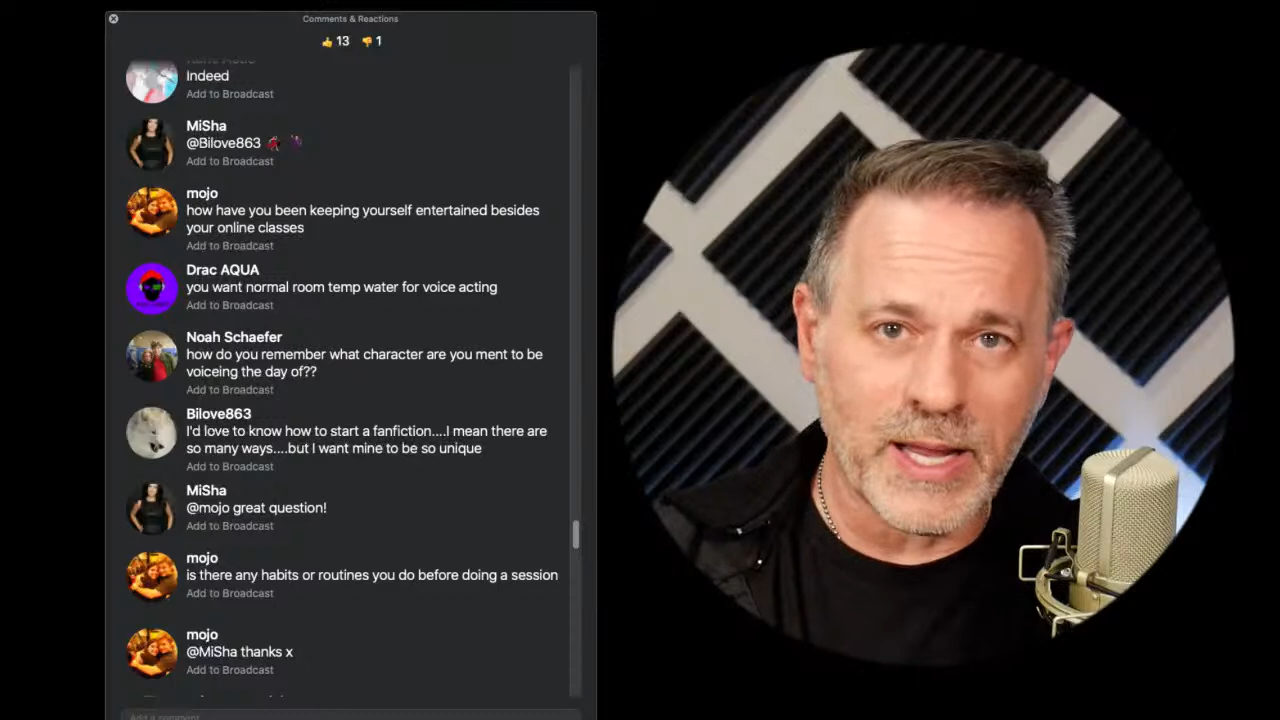 Comments & Reactions
👍 13 👎 1
Indeed
Add to Broadcast
MiSha
@Bilove863 💃
Add to Broadcast
mojo
how have you been keeping yourself entertained besides
your online classes
Add to Broadcast
Drac AQUA
you want normal room temp water for voice acting
Add to Broadcast
Noah Schaefer
how do you remember what character are you ment to be
voiceing the day of??
Add to Broadcast
Bilove863
I'd love to know how to start a fanfiction....I mean there are
so many ways....but I want mine to be so unique
Add to Broadcast
MiSha
@mojo great question!
Add to Broadcast
mojo
is there any habits or routines you do before doing a session
Add to Broadcast
mojo
@MiSha thanks x
Add to Broadcast
Add a comment